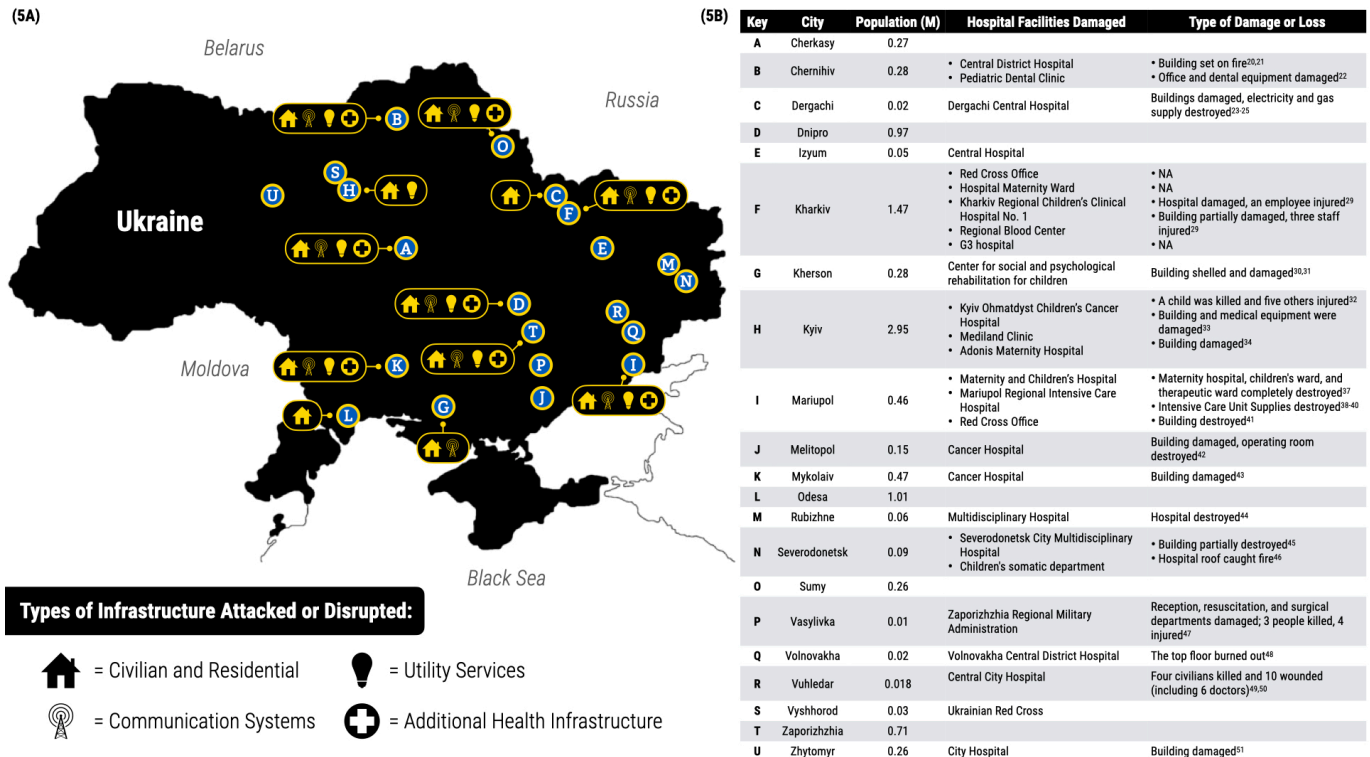 (5A)
Belarus
Russia
B
O
S
H
U
C
F
Ukraine
A
E
M
N
D
R
T
Q
Moldova
K
P
I
J
L
G
Black Sea
Types of Infrastructure Attacked or Disrupted:
= Civilian and Residential
= Utility Services
= Communication Systems
= Additional Health Infrastructure
(5B)
Key City Population (M) Hospital Facilities Damaged Type of Damage or Loss
A Cherkasy 0.27
B Chernihiv 0.28 • Central District Hospital • Building set on fire20,21
• Pediatric Dental Clinic • Office and dental equipment damaged22
C Dergachi 0.02 Dergachi Central Hospital Buildings damaged, electricity and gas
supply destroyed23-25
D Dnipro 0.97
E Izyum 0.05 Central Hospital
F Kharkiv 1.47 • Red Cross Office • NA
• Hospital Maternity Ward • NA
• Kharkiv Regional Children's Clinical • Hospital damaged, an employee injured29
Hospital No. 1 • Building partially damaged, three staff
• Regional Blood Center injured29
• G3 hospital • NA
G Kherson 0.28 Center for social and psychological Building shelled and damaged30,31
rehabilitation for children
H Kyiv 2.95 • Kyiv Ohmatdyst Children's Cancer • A child was killed and five others injured32
Hospital • Building and medical equipment were
• Mediland Clinic damaged33
• Adonis Maternity Hospital • Building damaged34
I Mariupol 0.46 • Maternity and Children's Hospital • Maternity hospital, children's ward, and
• Mariupol Regional Intensive Care therapeutic ward completely destroyed37
Hospital • Intensive Care Unit Supplies destroyed38-40
• Red Cross Office • Building destroyed41
J Melitopol 0.15 Cancer Hospital Building damaged, operating room
destroyed42
K Mykolaiv 0.47 Cancer Hospital Building damaged43
L Odesa 1.01
M Rubizhne 0.06 Multidisciplinary Hospital Hospital destroyed44
N Severodonetsk 0.09 • Severodonetsk City Multidisciplinary • Building partially destroyed45
Hospital • Hospital roof caught fire46
• Children's somatic department
O Sumy 0.26
P Vasylivka 0.01 Zaporizhzhia Regional Military Reception, resuscitation, and surgical
Administration departments damaged; 3 people killed, 4
injured47
Q Volnovakha 0.02 Volnovakha Central District Hospital The top floor burned out48
R Vuhledar 0.018 Central City Hospital Four civilians killed and 10 wounded
(including 6 doctors)49,50
S Vyshhorod 0.03 Ukrainian Red Cross
T Zaporizhzhia 0.71
U Zhytomyr 0.26 City Hospital Building damaged51